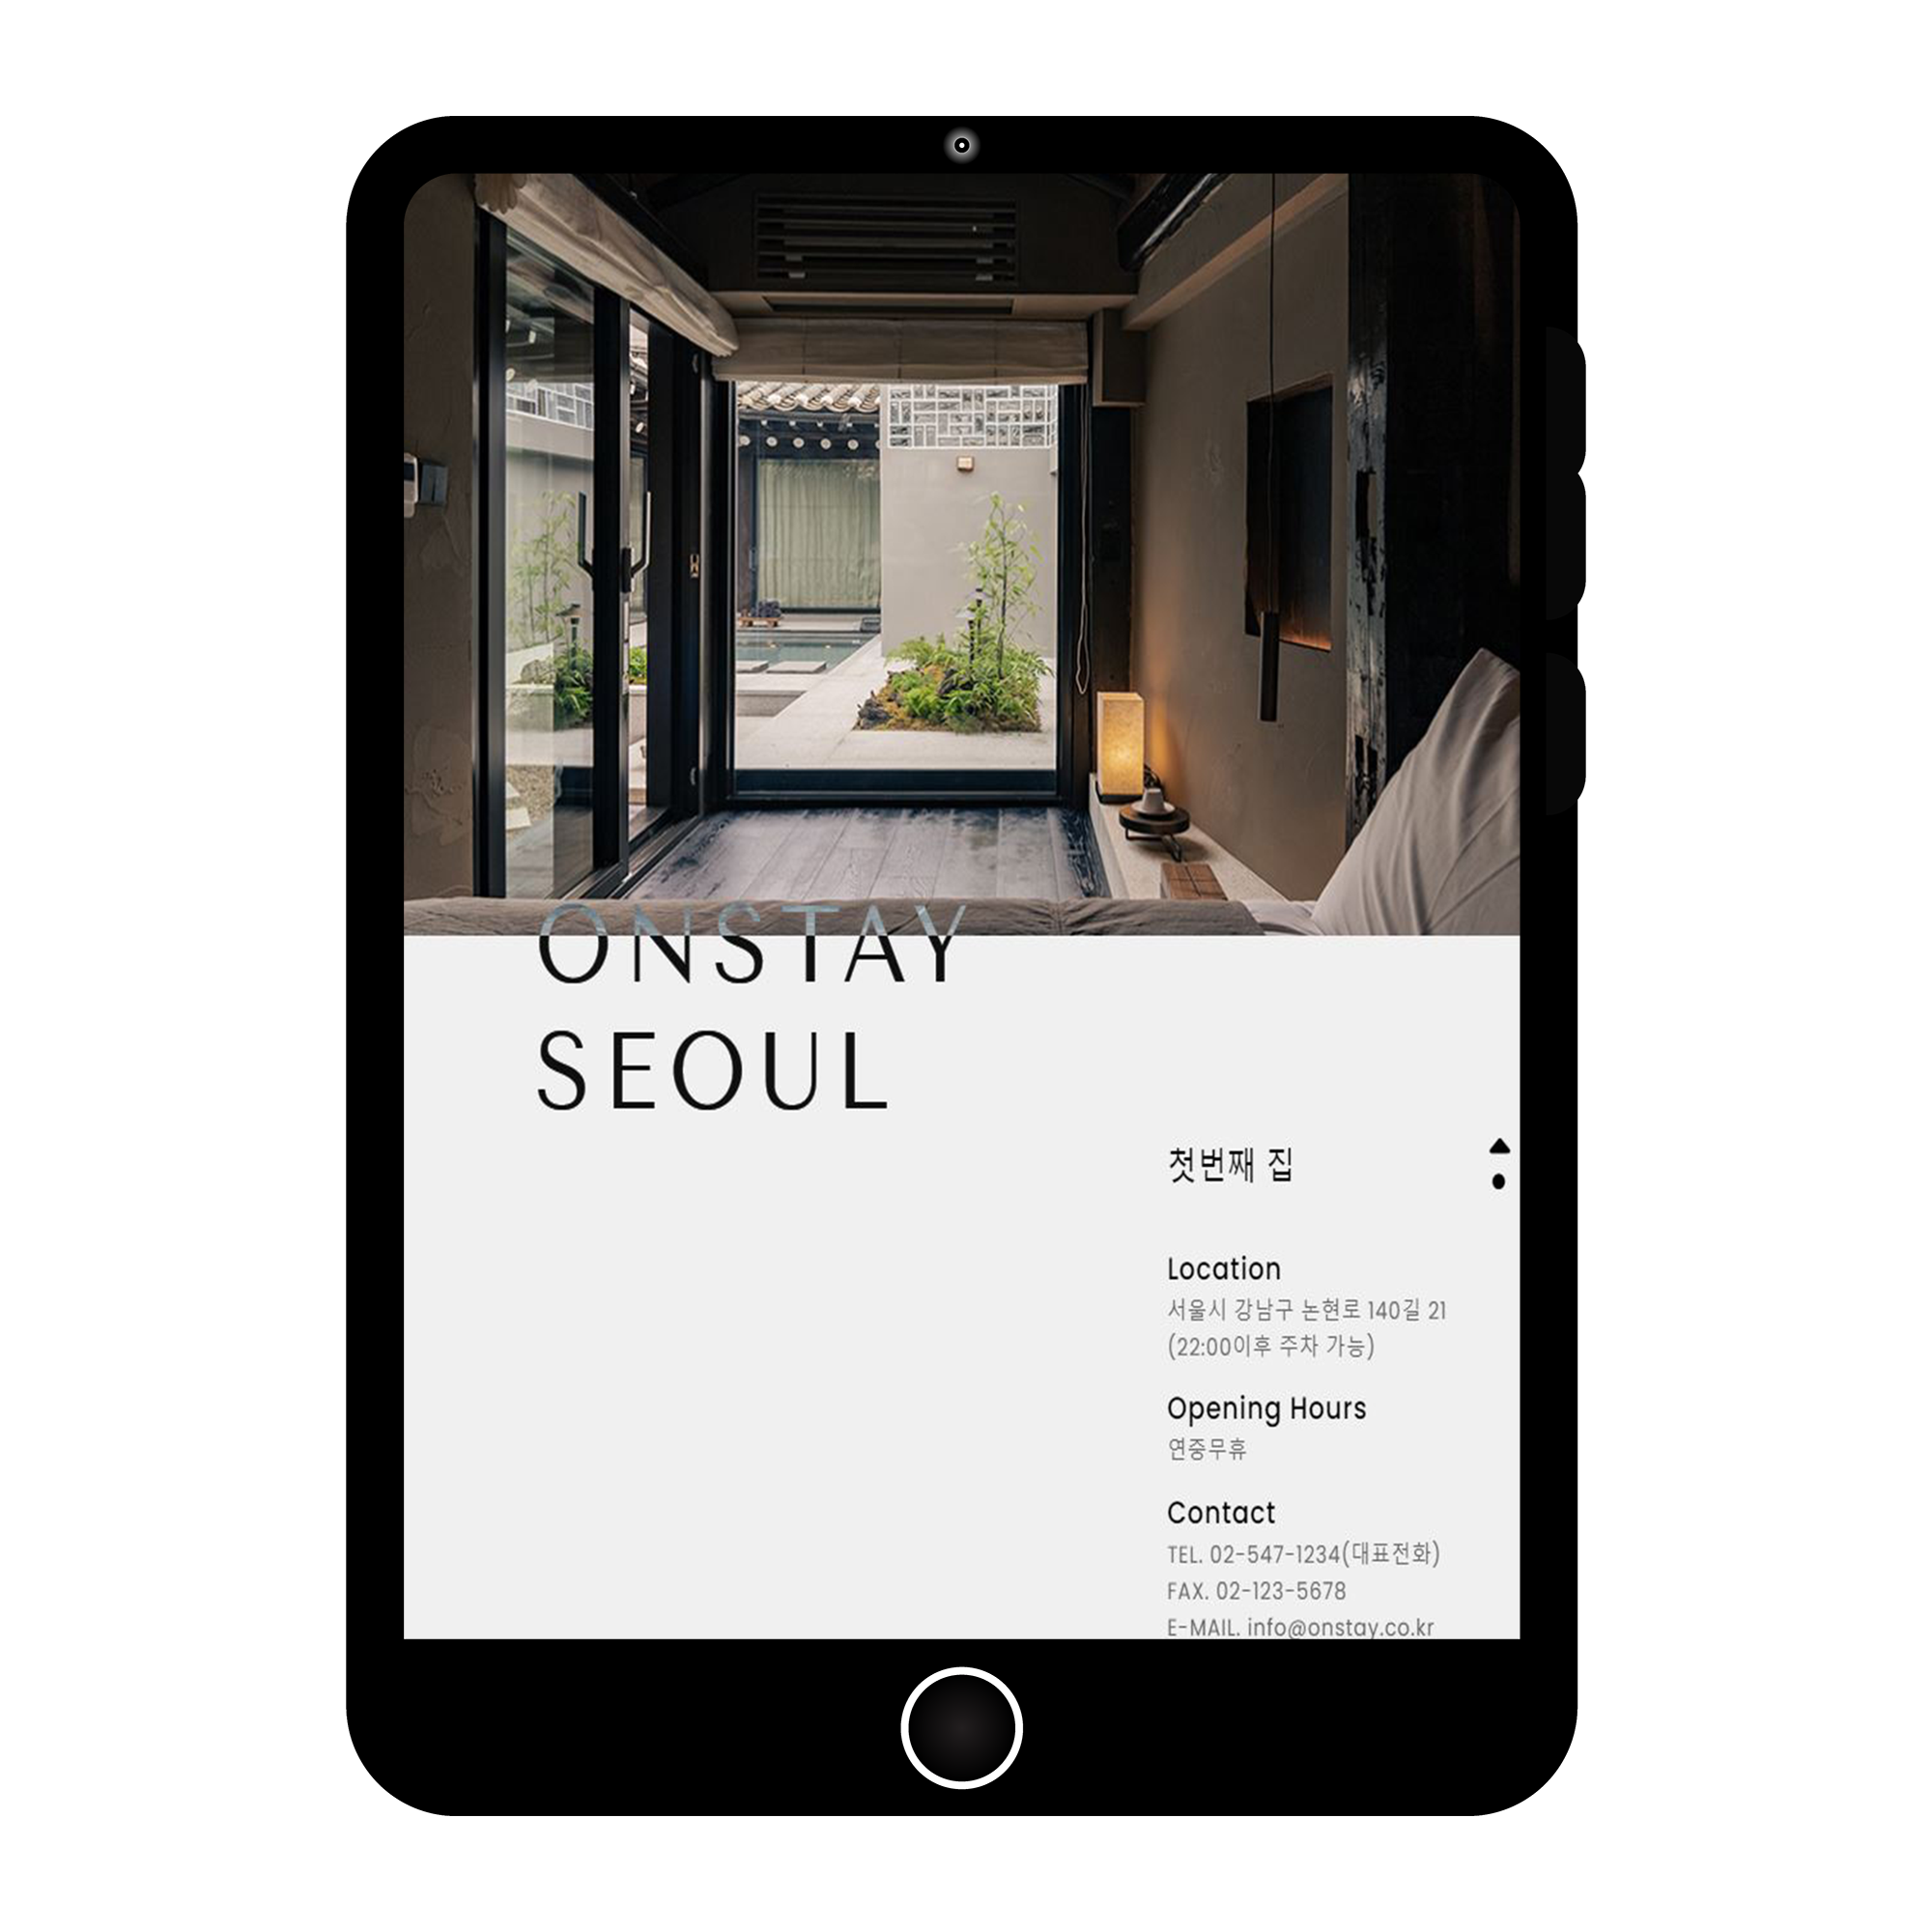 ONSTAY
SEOUL
첫번째 집
Location
서울시 강남구 논현로 140길 21
(22:00이후 주차 가능)
Opening Hours
연중무휴
Contact
TEL. 02-547-1234(대표전화)
FAX. 02-123-5678
E-MAIL. info@onstay.co.kr